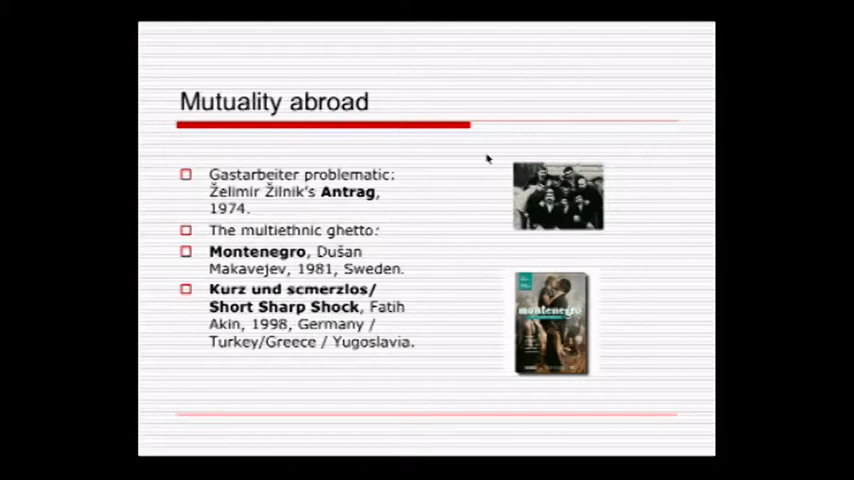 Mutuality abroad
Gastarbeiter problematic:
Želimir Žilnik's Antrag,
1974.
The multiethnic ghetto:
Montenegro, Dušan
Makavejev, 1981, Sweden.
Kurz und scmerzlos/
Short Sharp Shock, Fatih
Akin, 1998, Germany /
Turkey/Greece / Yugoslavia.
montenegro